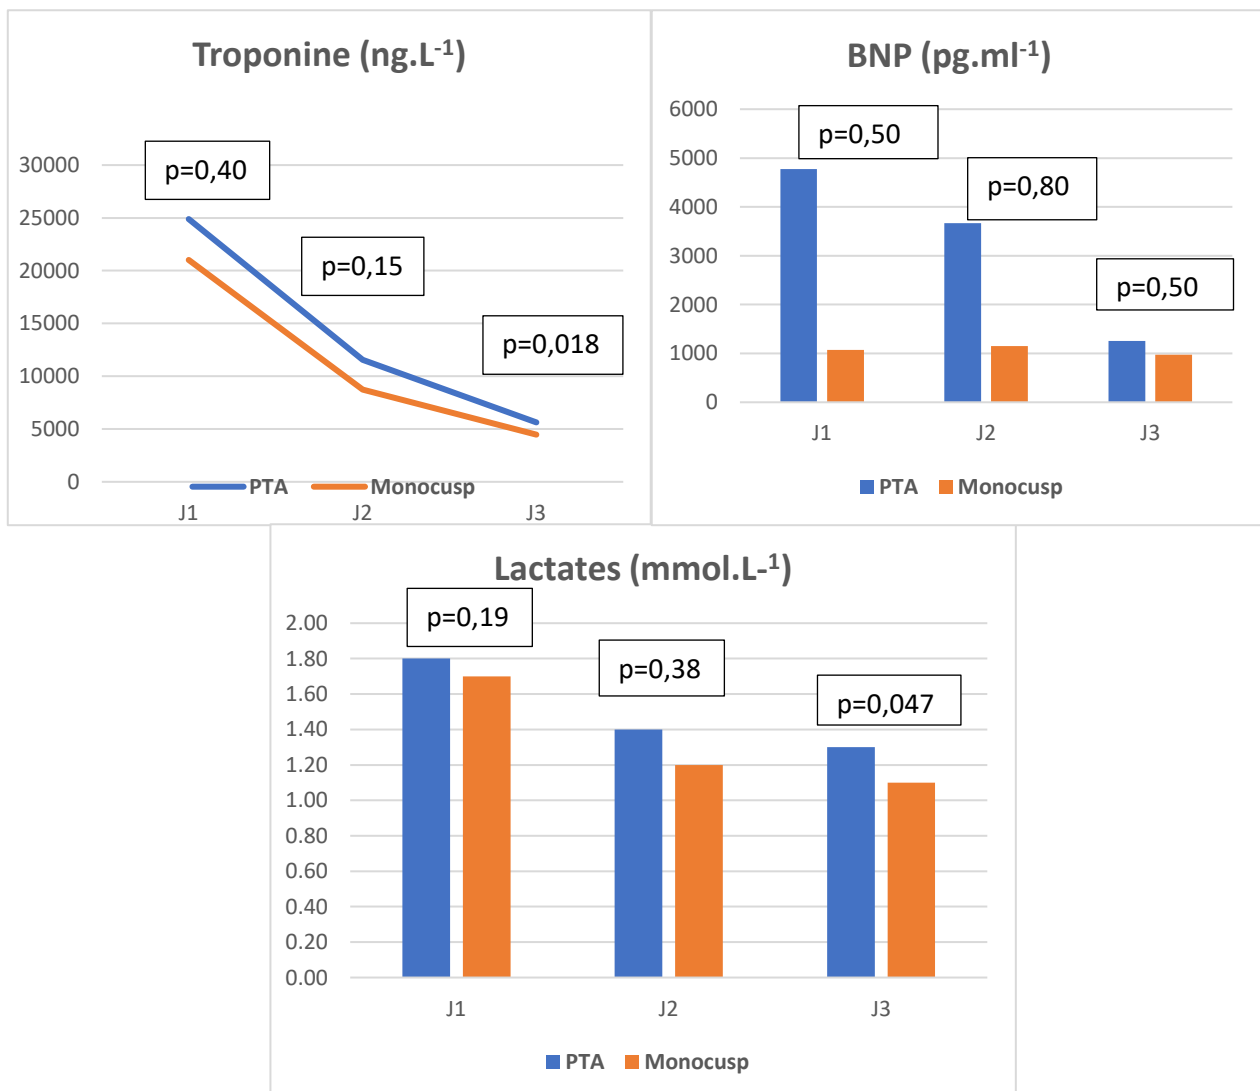 Troponine (ng.L-1)
30000
25000
20000
15000
10000
5000
0
p=0,40
p=0,15
p=0,018
PTA Monocusp
J1 J2 J3
BNP (pg.ml-1)
6000
5000
4000
3000
2000
1000
0
p=0,50
p=0,80
p=0,50
J1 J2 J3
PTA Monocusp
Lactates (mmol.L-1)
2.00
1.80
1.60
1.40
1.20
1.00
0.80
0.60
0.40
0.20
0.00
p=0,19
p=0,38
p=0,047
J1 J2 J3
PTA Monocusp